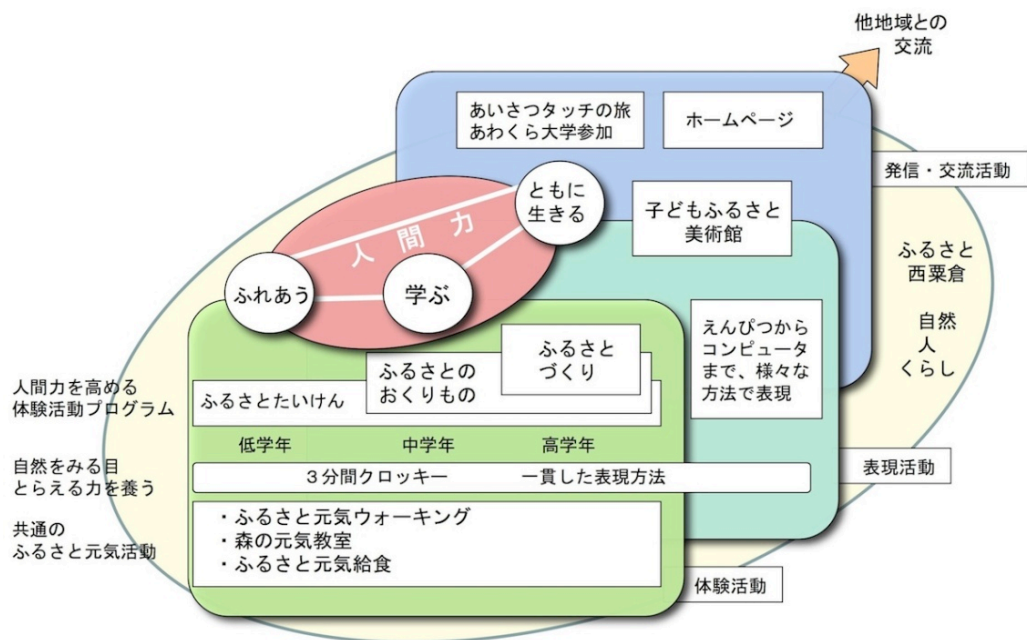 他地域との
交流
あいさつタッチの旅
あわくら大学参加
ホームページ
発信・交流活動
ともに
生きる
子どもふるさと
美術館
人間力
ふれあう
学ぶ
ふるさと
西粟倉
自然
人
くらし
えんぴつから
コンピュータ
まで、様々な
方法で表現
ふるさと
づくり
ふるさとの
おくりもの
ふるさとたいけん
人間力を高める
体験活動プログラム
低学年 中学年 高学年
自然をみる目
とらえる力を養う
3分間クロッキー 一貫した表現方法
表現活動
共通の
ふるさと元気活動
・ふるさと元気ウォーキング
・森の元気教室
・ふるさと元気給食
体験活動